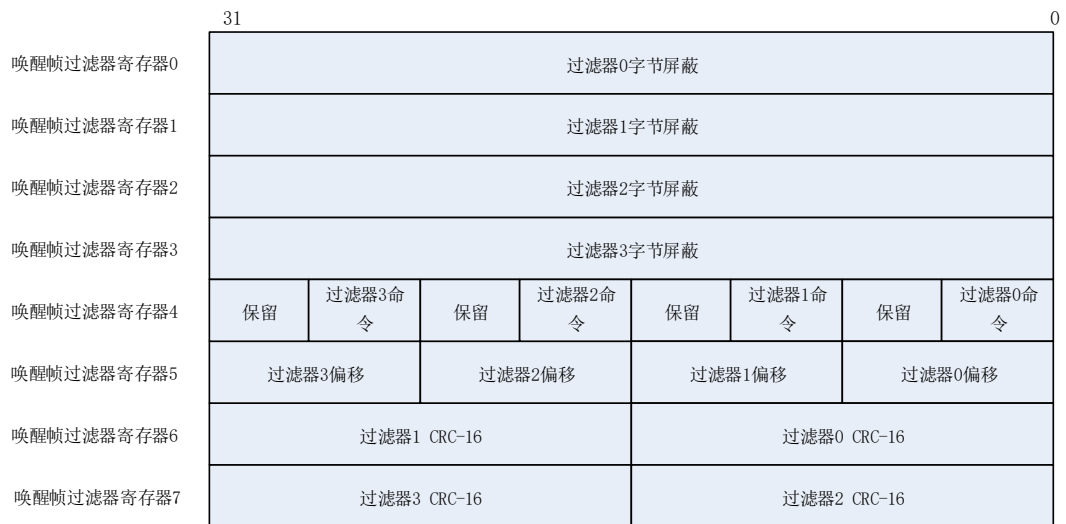 31 0
唤醒帧过滤器寄存器0 过滤器0字节屏蔽
唤醒帧过滤器寄存器1 过滤器1字节屏蔽
唤醒帧过滤器寄存器2 过滤器2字节屏蔽
唤醒帧过滤器寄存器3 过滤器3字节屏蔽
唤醒帧过滤器寄存器4 保留 过滤器3命令 保留 过滤器2命令 保留 过滤器1命令 保留 过滤器0命令
唤醒帧过滤器寄存器5 过滤器3偏移 过滤器2偏移 过滤器1偏移 过滤器0偏移
唤醒帧过滤器寄存器6 过滤器1 CRC-16 过滤器0 CRC-16
唤醒帧过滤器寄存器7 过滤器3 CRC-16 过滤器2 CRC-16